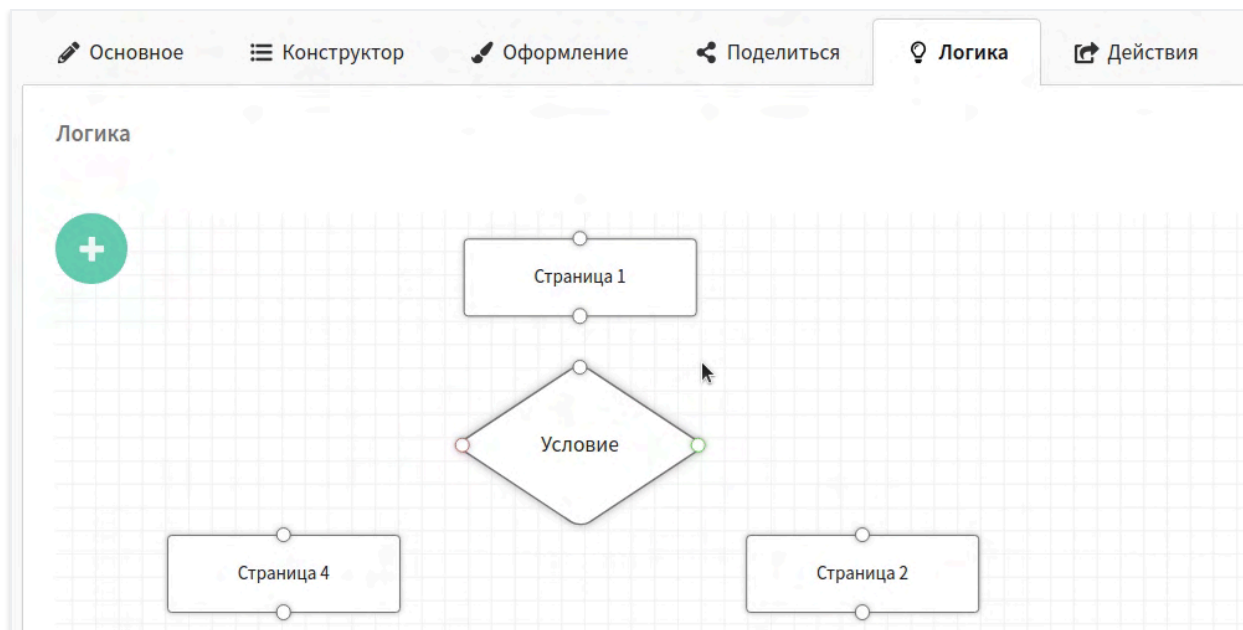 Основное Конструктор Оформление Поделиться Логика Действия
Логика
Страница 1
Условие
Страница 4 Страница 2